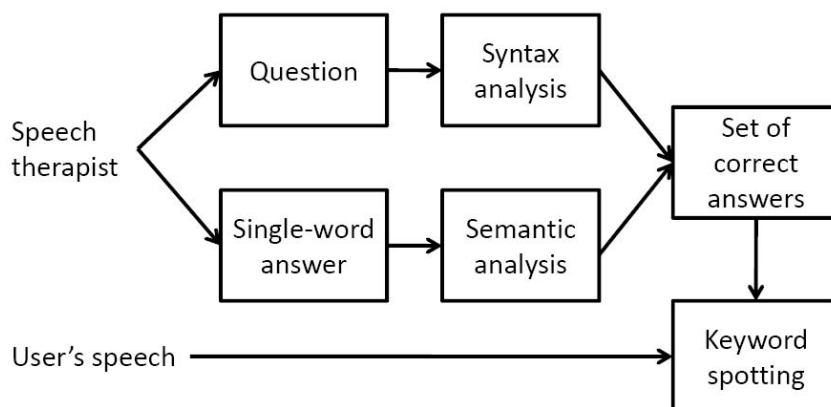 Question
Syntax
analysis
Speech
therapist
Set of
correct
answers
Single-word
answer
Semantic
analysis
User’s speech
Keyword
spotting